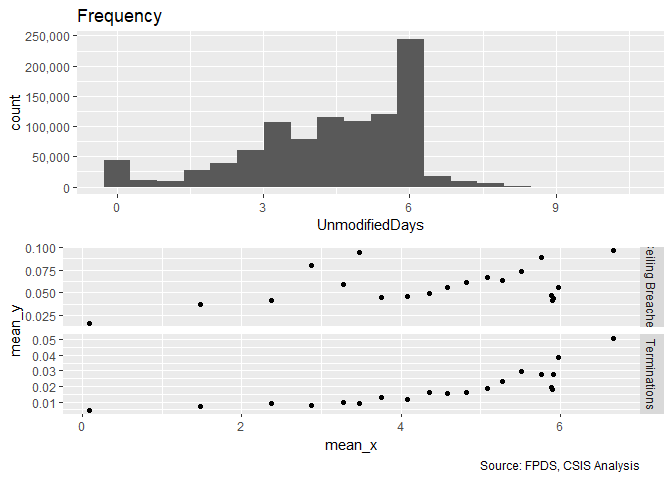 Frequency
250,000
200,000
150,000
100,000
50,000
0
count
0 3 6 9
UnmodifiedDays
0.100
0.075
0.050
0.025
Ceiling Breache
mean_y
0.05
0.04
0.03
0.02
0.01
Terminations
0 2 4 6
mean_x
Source: FPDS, CSIS Analysis